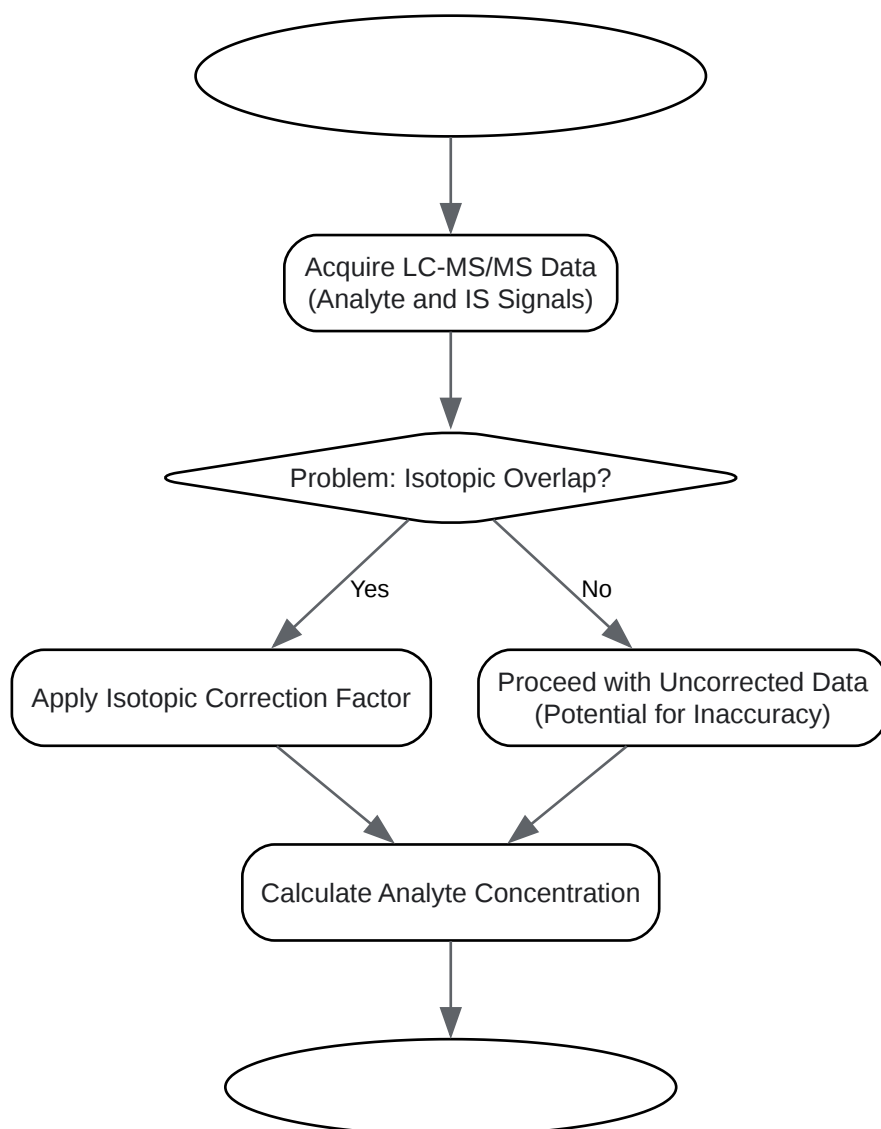 Acquire LC-MS/MS Data
(Analyte and IS Signals)
Problem: Isotopic Overlap?
Yes
No
Apply Isotopic Correction Factor
Proceed with Uncorrected Data
(Potential for Inaccuracy)
Calculate Analyte Concentration